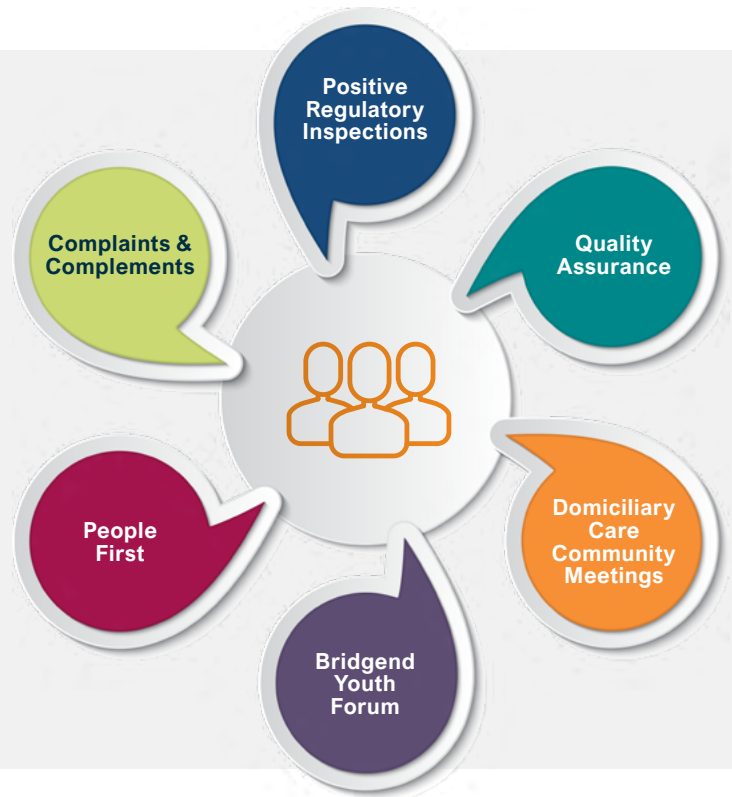 Positive
Regulatory
Inspections
Quality
Assurance
Domiciliary
Care
Community
Meetings
Bridgend
Youth
Forum
People
First
Complaints &
Complements